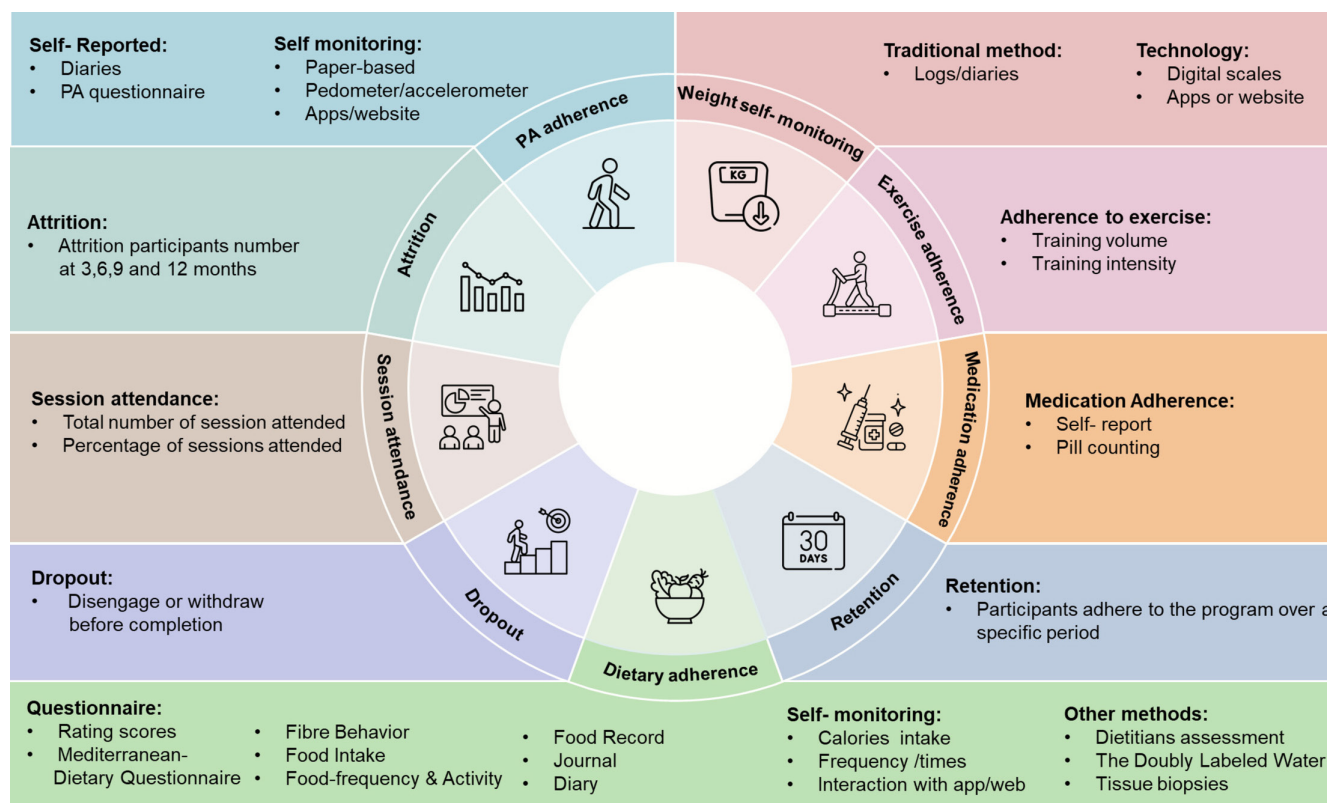 Self- Reported:
• Diaries
• PA questionnaire
Self monitoring:
• Paper-based
• Pedometer/accelerometer
• Apps/website
Traditional method:
• Logs/diaries
Technology:
• Digital scales
• Apps or website
PA adherence
Weight self- monitoring
KG
Attrition:
• Attrition participants number
at 3,6,9 and 12 months
Attrition
Exercise adherence
Adherence to exercise:
• Training volume
• Training intensity
Session attendance:
• Total number of session attended
• Percentage of sessions attended
Session attendance
Medication adherence
Medication Adherence:
• Self- report
• Pill counting
Dropout:
• Disengage or withdraw
before completion
Dropout
30
DAYS
Retention
Retention:
• Participants adhere to the program over a
specific period
Dietary adherence
Questionnaire:
• Rating scores
• Mediterranean-
Dietary Questionnaire
• Fibre Behavior
• Food Intake
• Food-frequency & Activity
• Food Record
• Journal
• Diary
Self- monitoring:
• Calories intake
• Frequency /times
• Interaction with app/web
Other methods:
• Dietitians assessment
• The Doubly Labeled Water
• Tissue biopsies